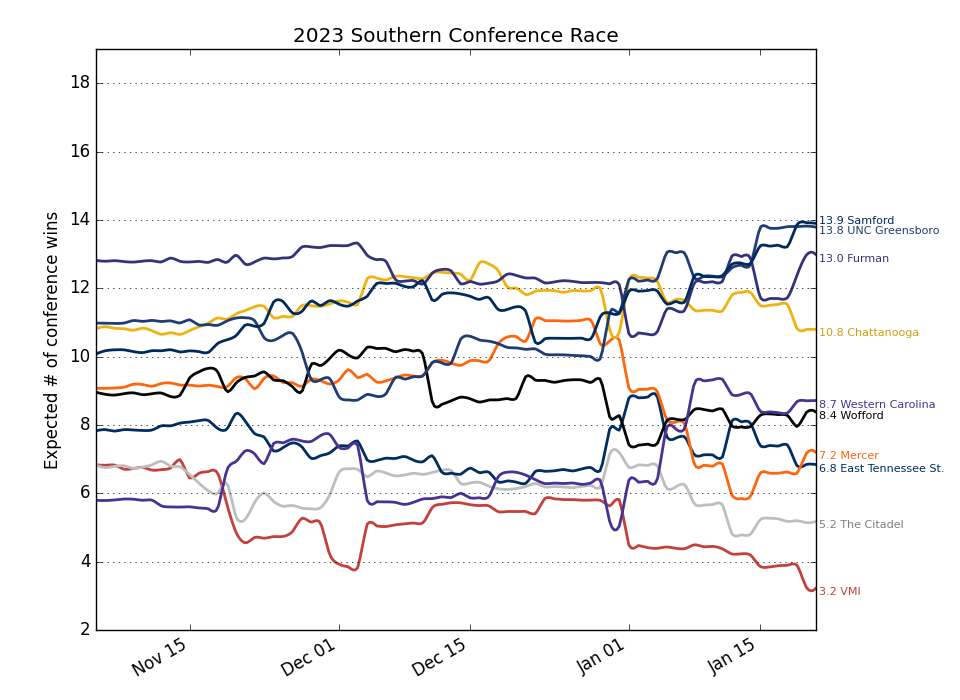 2023 Southern Conference Race
Expected # of conference wins
18
16
14
12
10
8
6
4
2
Nov 15
Dec 01
Dec 15
Jan 01
Jan 15
13.9 Samford
13.8 UNC Greensboro
13.0 Furman
10.8 Chattanooga
8.7 Western Carolina
8.4 Wofford
7.2 Mercer
6.8 East Tennessee St.
5.2 The Citadel
3.2 VMI